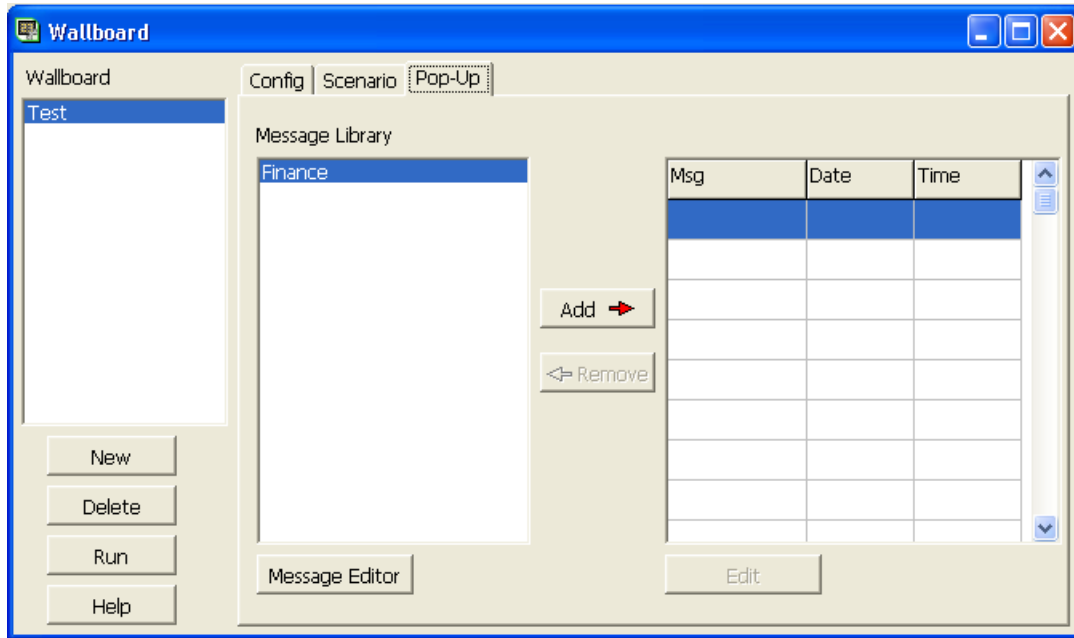 Wallboard
Wallboard
Test
New
Delete
Run
Help
Config Scenario Pop-Up
Message Library
Finance
Message Editor
Add
Remove
Msg Date Time
Edit